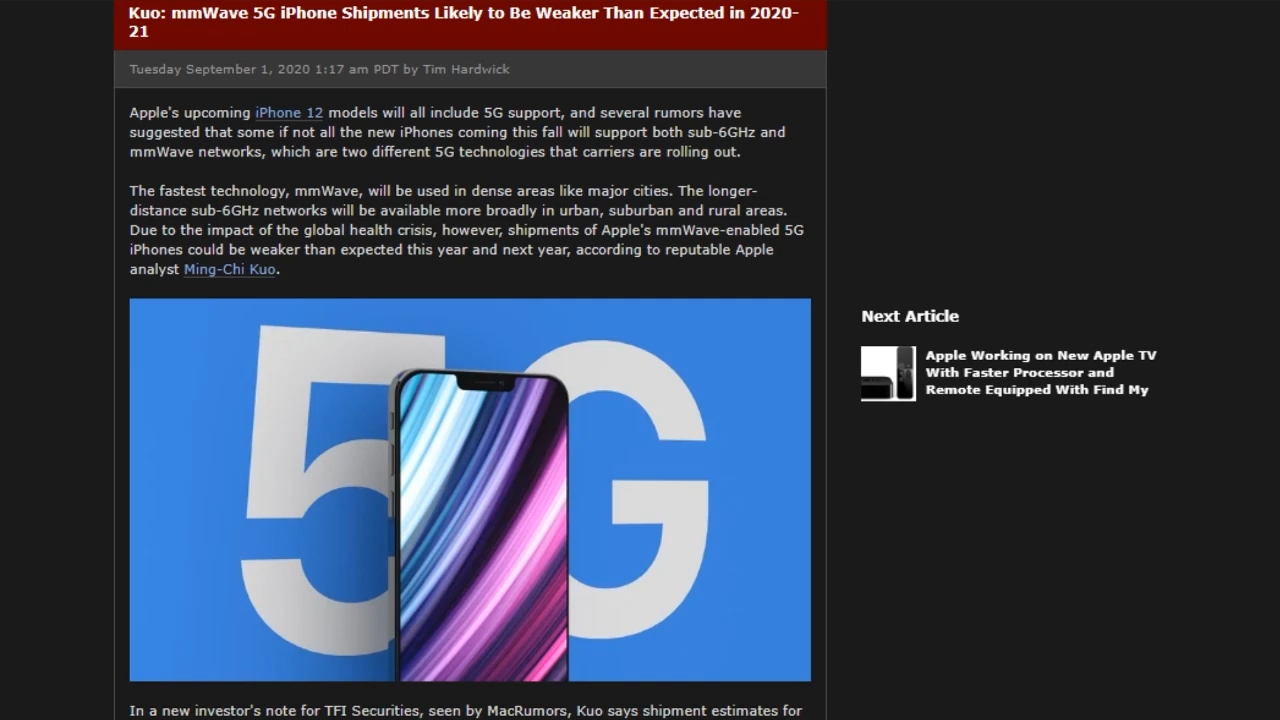 Kuo: mmWave 5G iPhone Shipments Likely to Be Weaker Than Expected in 2020-
21
Tuesday September 1, 2020 1:17 am PDT by Tim Hardwick
Apple's upcoming iPhone 12 models will all include 5G support, and several rumors have
suggested that some if not all the new iPhones coming this fall will support both sub-6GHz and
mmWave networks, which are two different 5G technologies that carriers are rolling out.
The fastest technology, mmWave, will be used in dense areas like major cities. The longer-
distance sub-6GHz networks will be available more broadly in urban, suburban and rural areas.
Due to the impact of the global health crisis, however, shipments of Apple's mmWave-enabled 5G
iPhones could be weaker than expected this year and next year, according to reputable Apple
analyst Ming-Chi Kuo.
5G
In a new investor's note for TFI Securities, seen by MacRumors, Kuo says shipment estimates for
Next Article
Apple Working on New Apple TV
With Faster Processor and
Remote Equipped With Find My